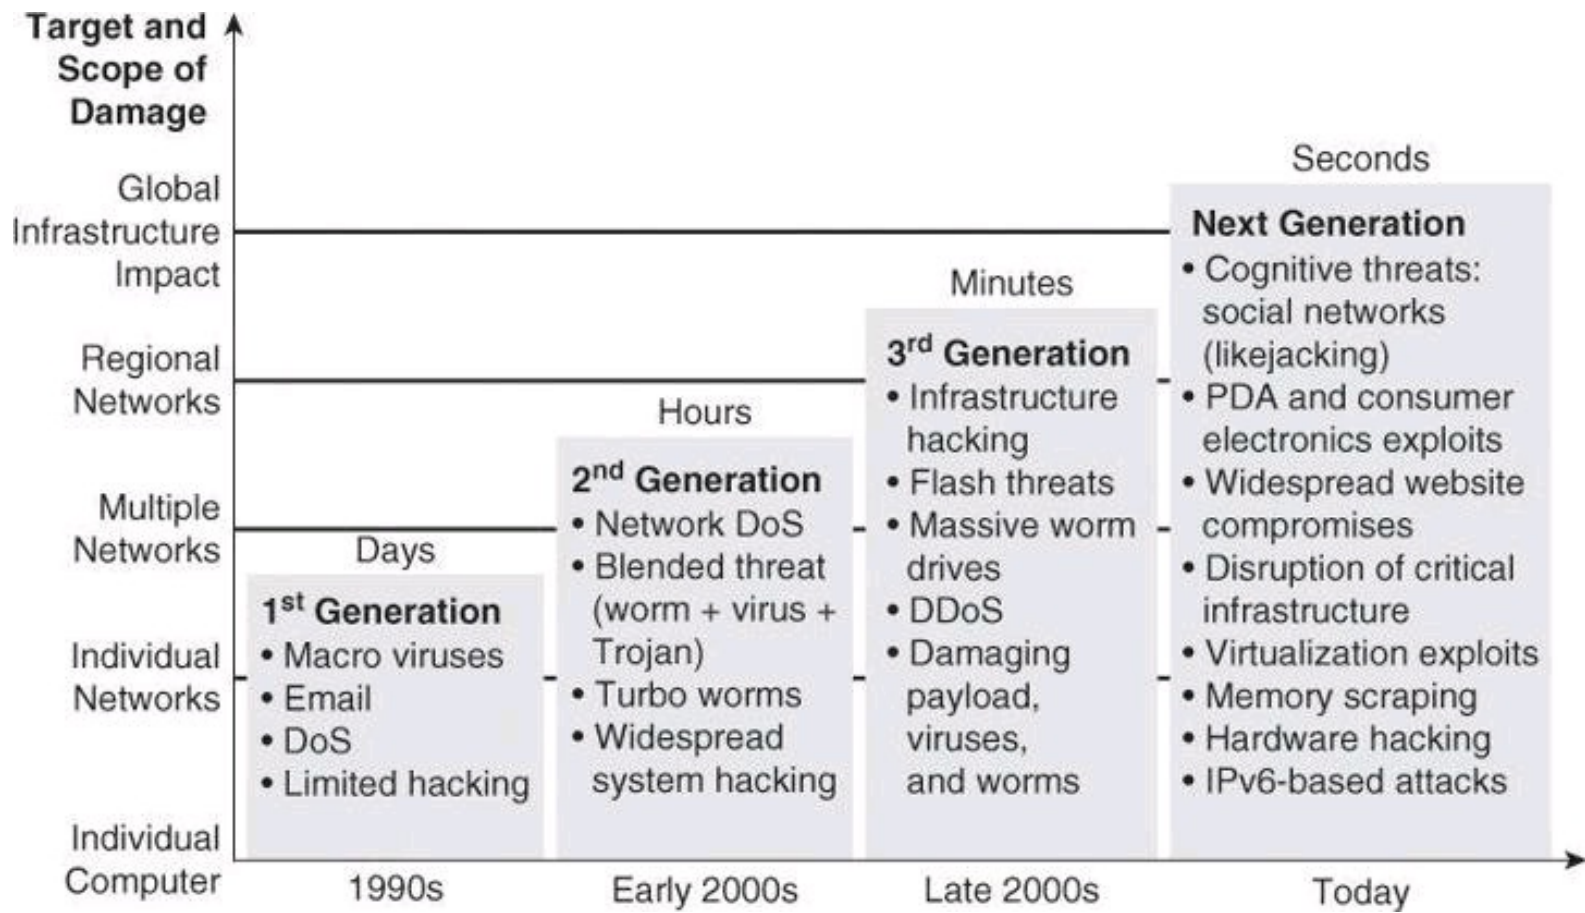 Target and
Scope of
Damage
Global
Infrastructure
Impact
Regional
Networks
Multiple
Networks
Individual
Networks
Individual
Computer
Days
1st Generation
• Macro viruses
• Email
• DoS
• Limited hacking
1990s
Hours
2nd Generation
• Network DoS
• Blended threat
(worm + virus +
Trojan)
• Turbo worms
• Widespread
system hacking
Early 2000s
Minutes
3rd Generation
• Infrastructure
hacking
• Flash threats
• Massive worm
drives
• DDoS
• Damaging
payload,
viruses,
and worms
Late 2000s
Seconds
Next Generation
• Cognitive threats:
social networks
(likejacking)
• PDA and consumer
electronics exploits
• Widespread website
compromises
• Disruption of critical
infrastructure
• Virtualization exploits
• Memory scraping
• Hardware hacking
• IPv6-based attacks
Today